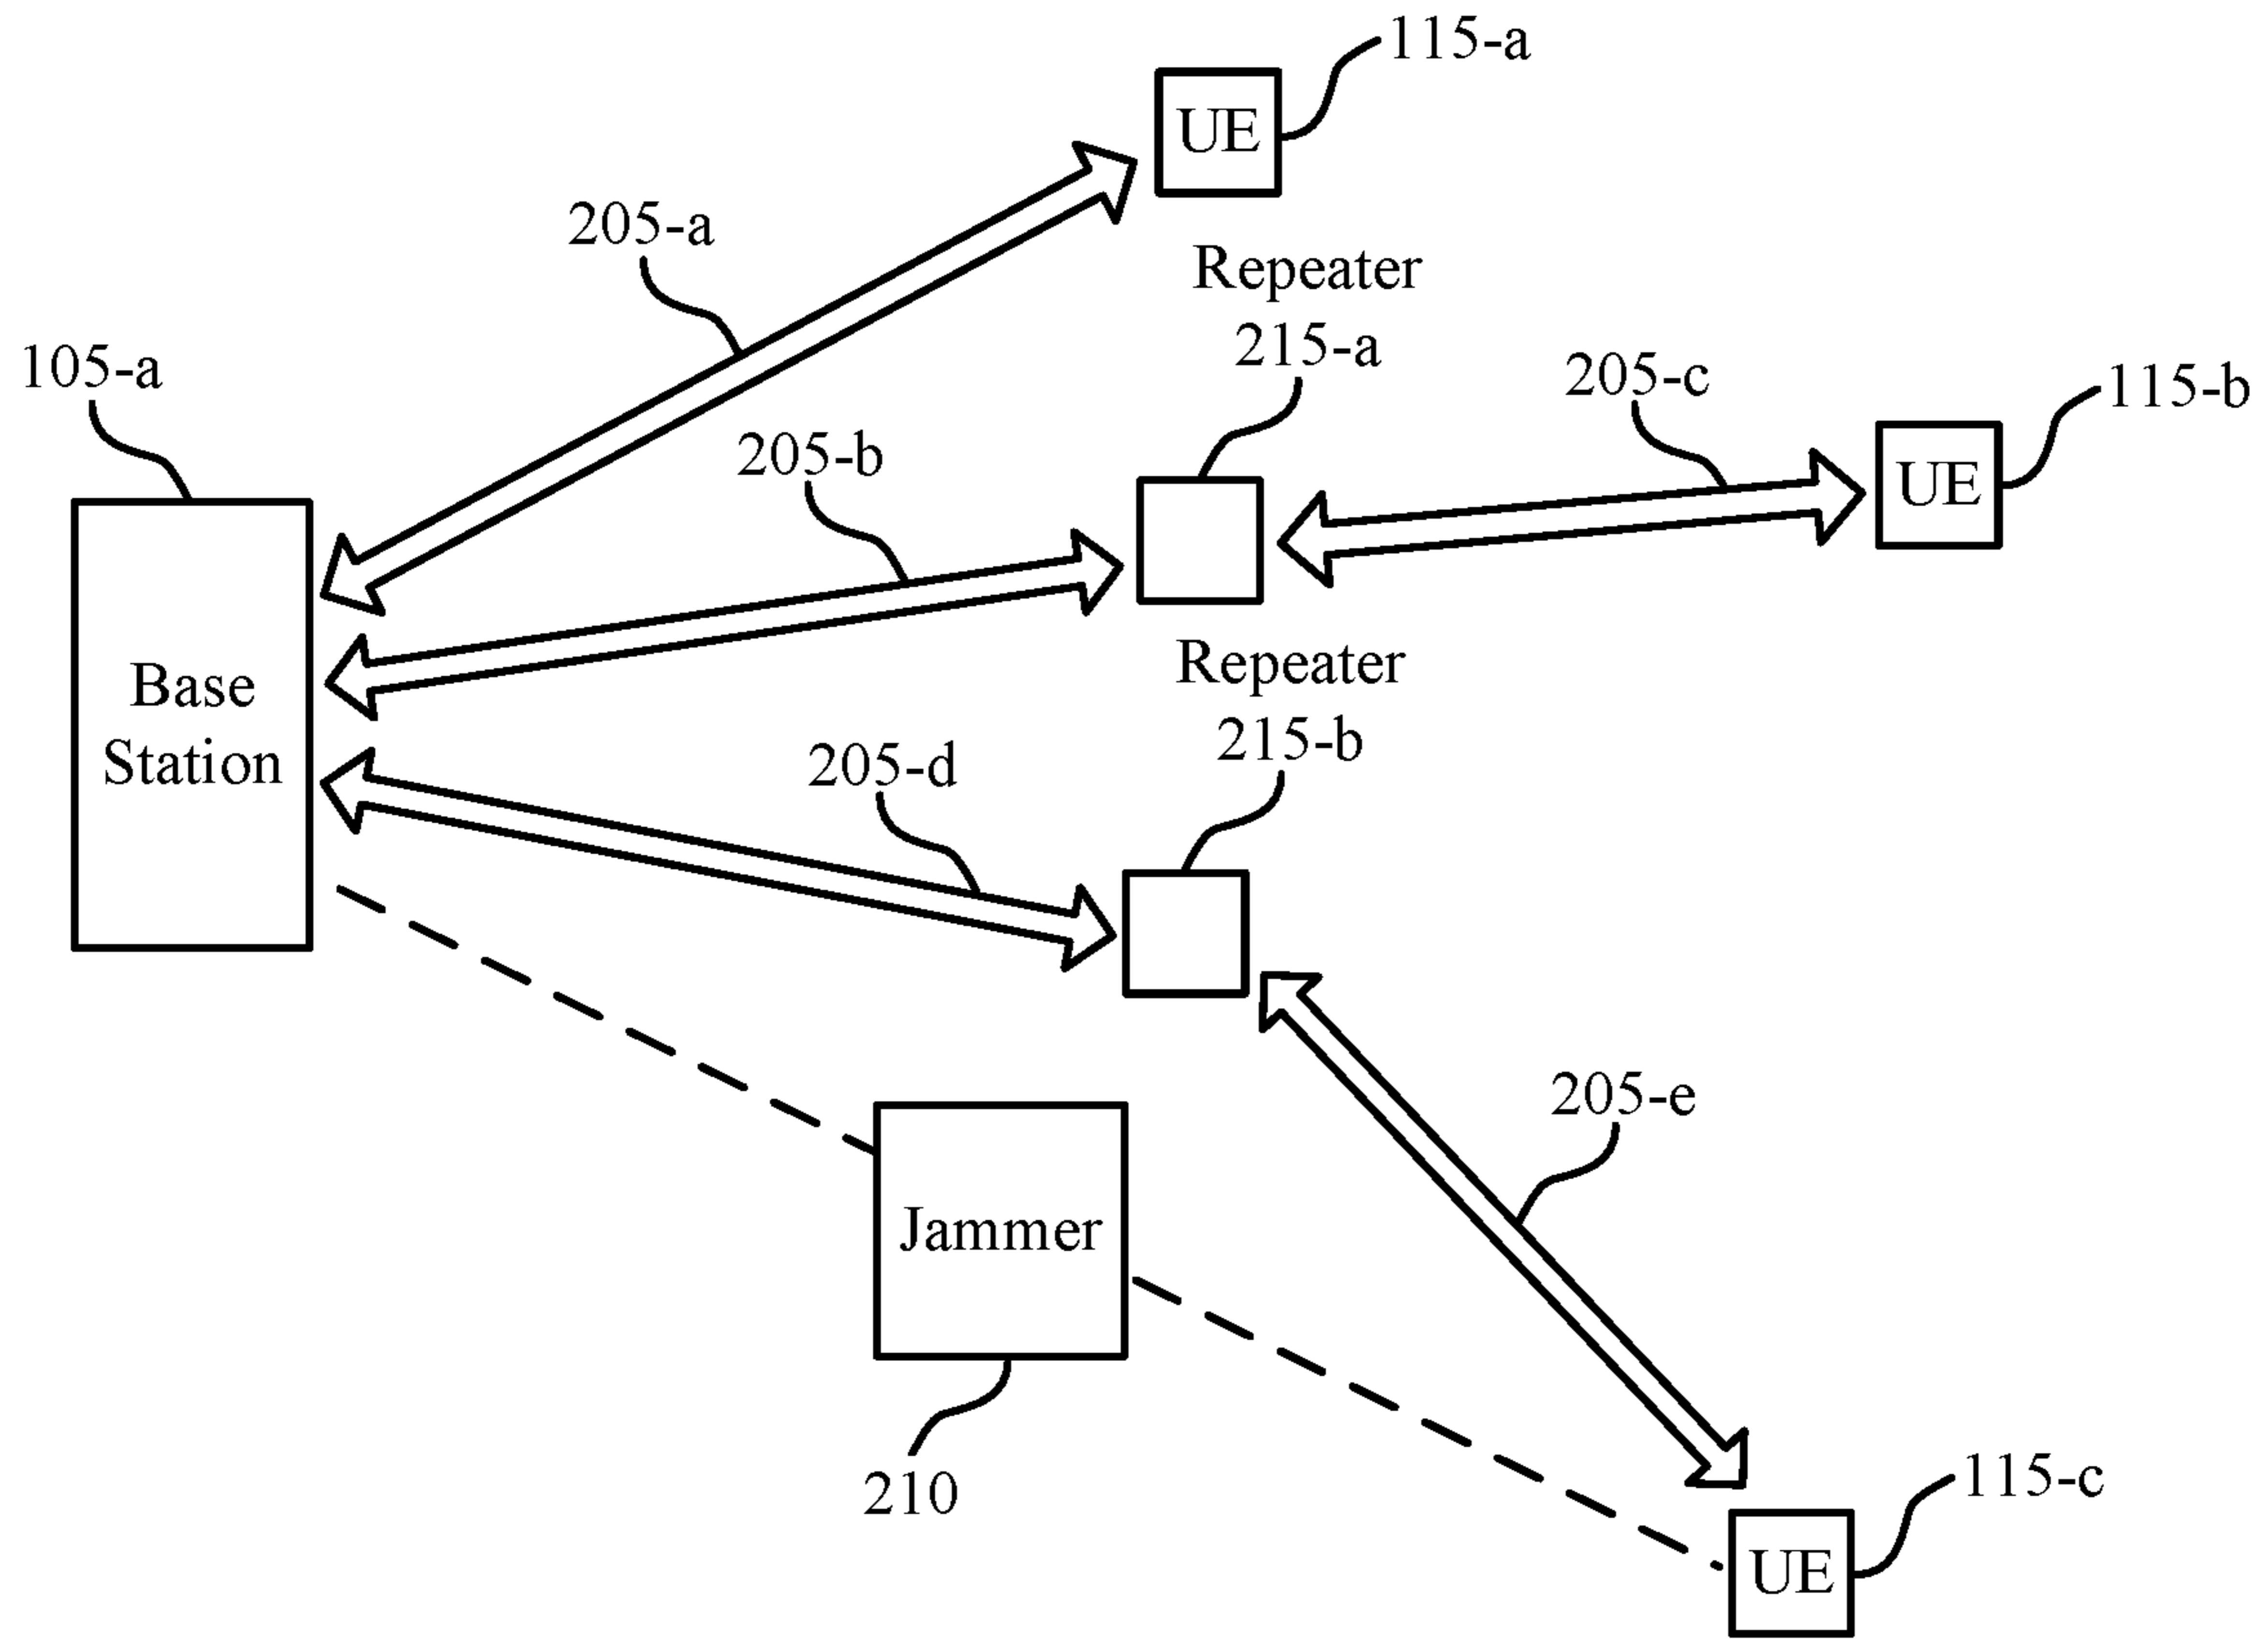 115-a
UE
205-a
Repeater
215-a
105-a
205-c
115-b
205-b
UE
Base
Station
Repeater
215-b
205-d
205-e
Jammer
210
115-c
UE